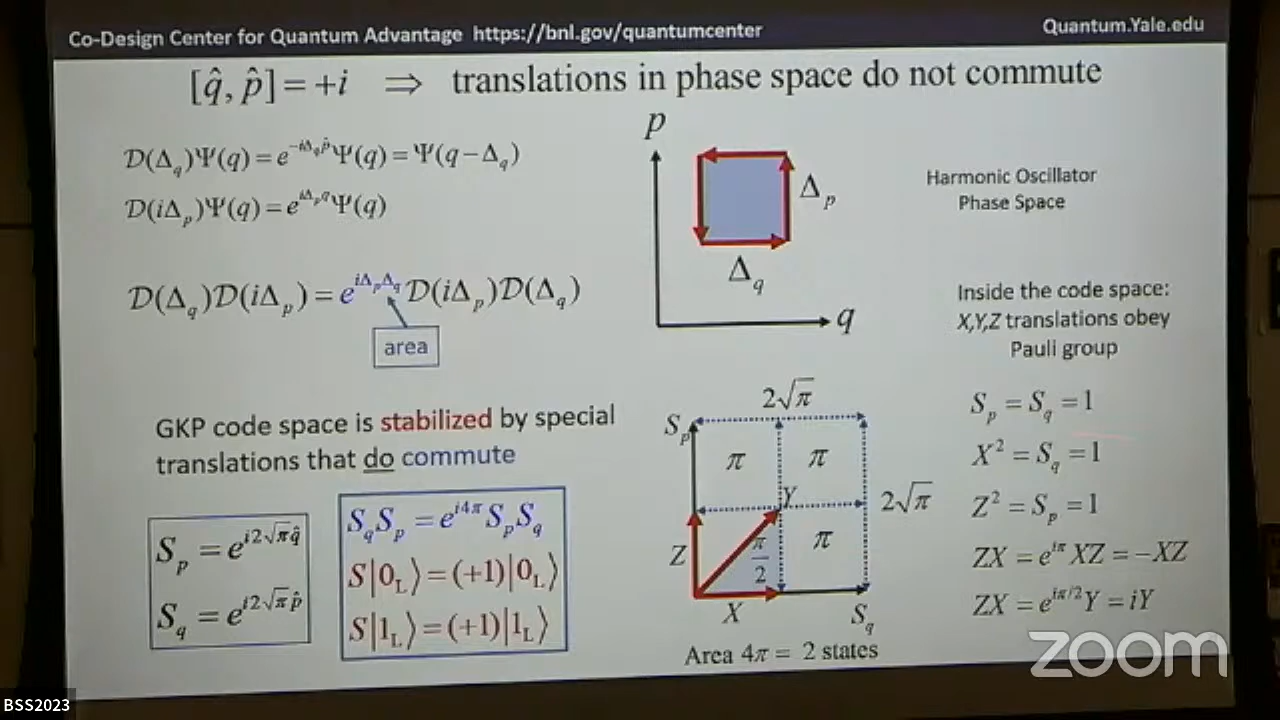 Co-Design Center for Quantum Advantage https://bnl.gov/quantumcenter
Quantum.Yale.edu
[q̂, p̂] = +i ⇒ translations in phase space do not commute
𝒟(Δ_q)Ψ(q) = e^{-iΔ_q p̂}Ψ(q) = Ψ(q−Δ_q)
𝒟(iΔ_p)Ψ(q) = e^{iΔ_p q}Ψ(q)
𝒟(Δ_q)𝒟(iΔ_p) = e^{iΔ_pΔ_q}𝒟(iΔ_p)𝒟(Δ_q)
area
p
Δ_p
Δ_q
q
Harmonic Oscillator
Phase Space
GKP code space is stabilized by special
translations that do commute
S_p = e^{i2√π q̂}
S_q = e^{i2√π p̂}
S_q S_p = e^{i4π} S_p S_q
S|0_L⟩ = (+1)|0_L⟩
S|1_L⟩ = (+1)|1_L⟩
2√π
S_p
π
π
Y
2√π
Z
π/2
π
X
S_q
Area 4π = 2 states
Inside the code space:
X,Y,Z translations obey
Pauli group
S_p = S_q = 1
X² = S_q = 1
Z² = S_p = 1
ZX = e^{iπ} XZ = −XZ
ZX = e^{iπ/2}Y = iY
zoom
BSS2023